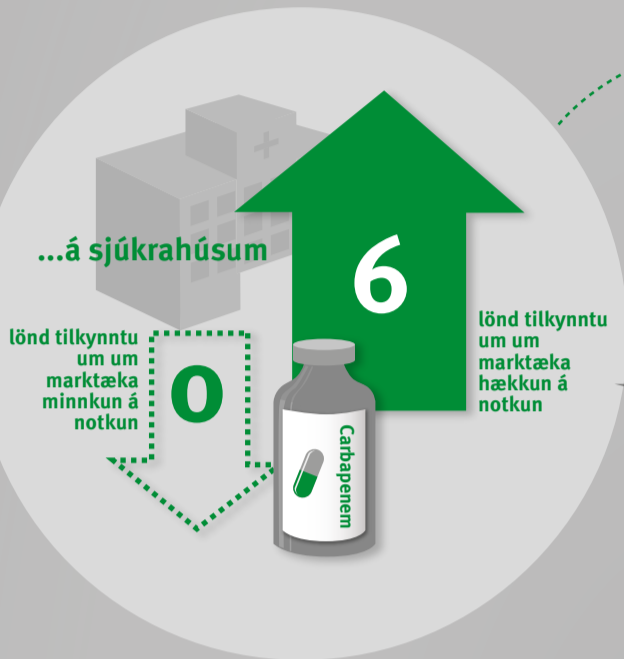 ...á sjúkrahúsum
6
lönd tilkynntu
um um
marktæka
hækkun á
notkun
lönd tilkynntu
um um
marktæka
minnkun á
notkun
0
Carbapenem